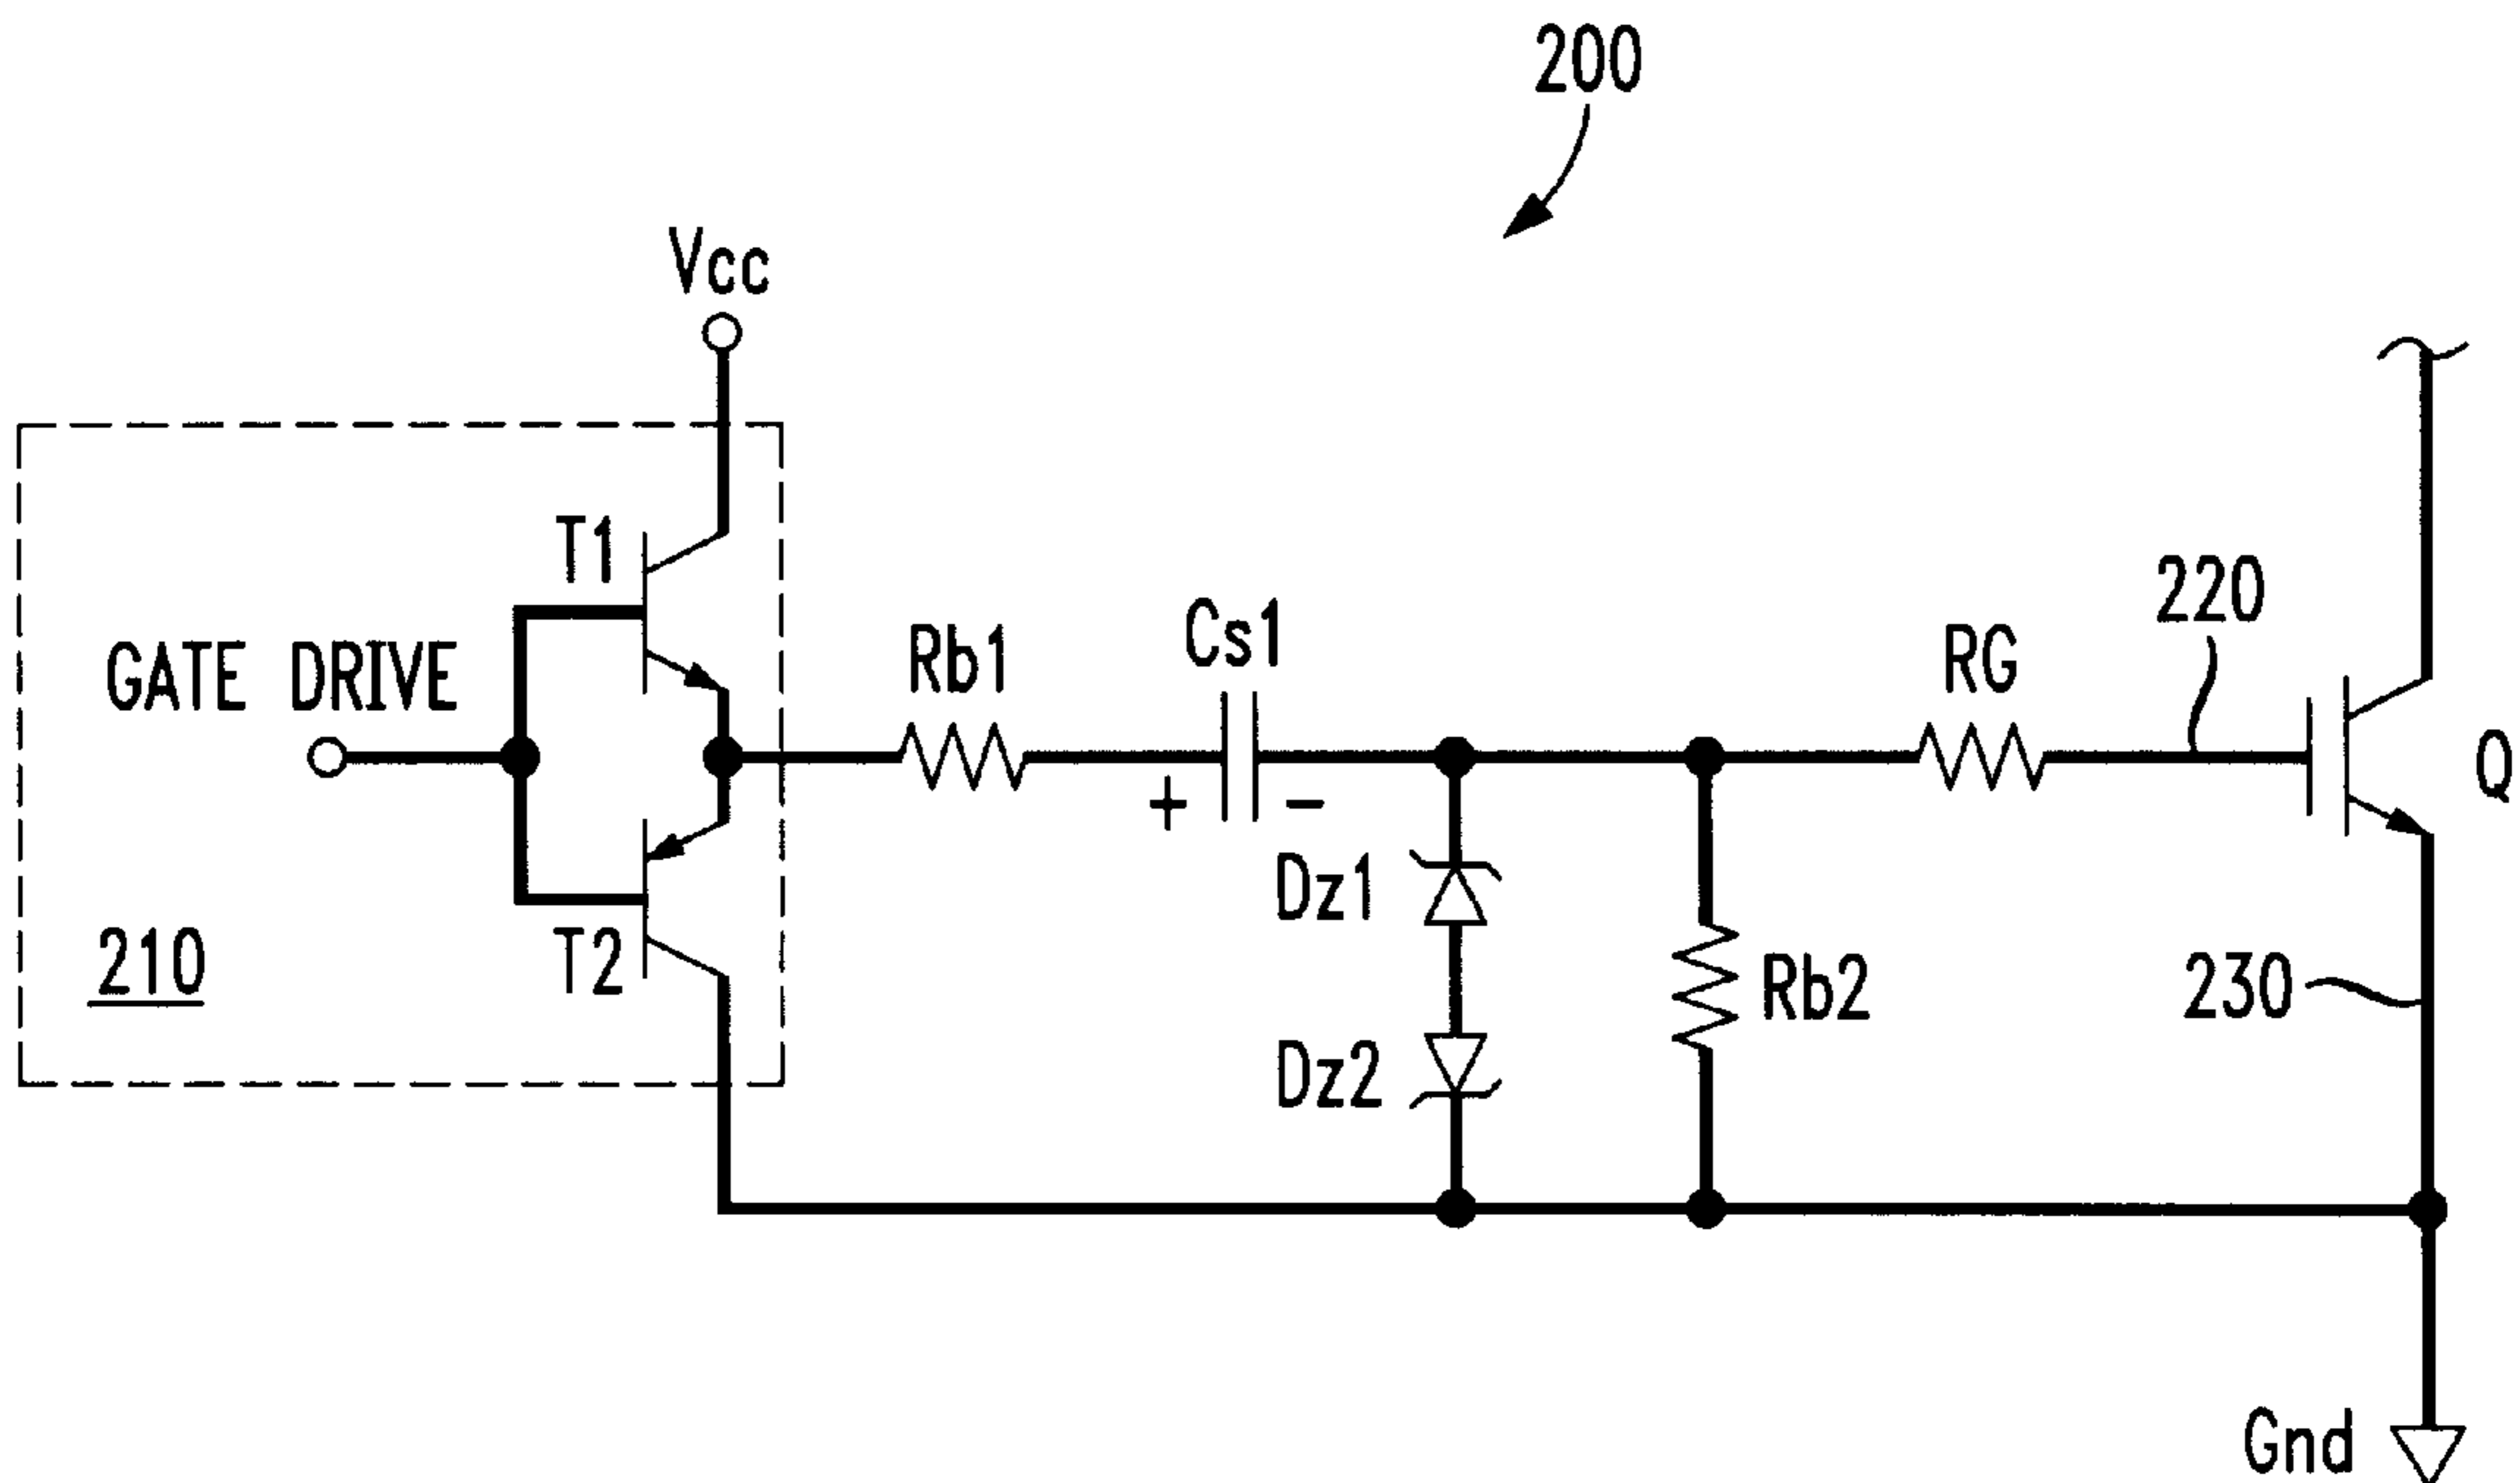 200
Vcc
T1
220
Cs1
Rb1
RG
GATE DRIVE
Q
+
-
Dz1
210
T2
Rb2
230
Dz2
Gnd